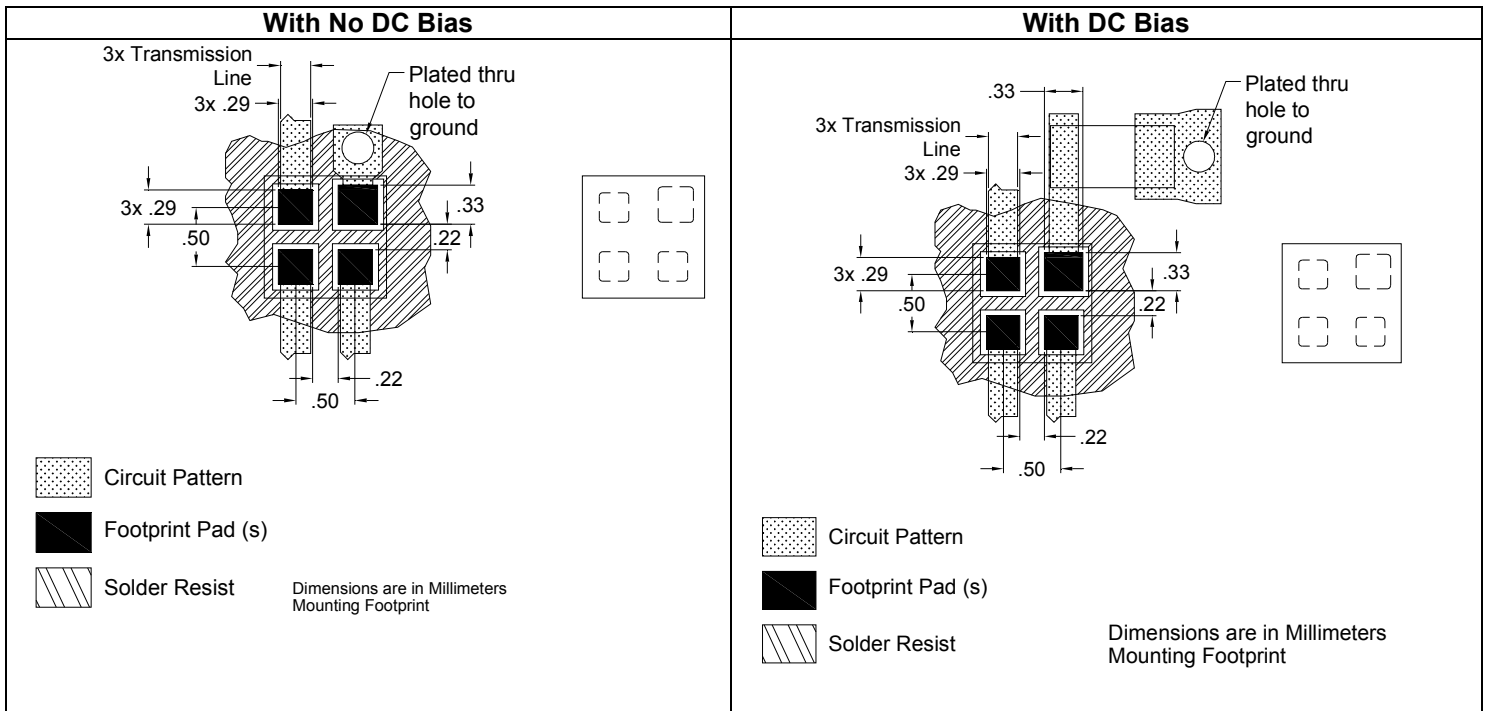 With No DC Bias
3x Transmission
Line
3x .29
Plated thru
hole to
ground
3x .29
.50
.33
.22
.22
.50
Circuit Pattern
Footprint Pad (s)
Solder Resist
Dimensions are in Millimeters
Mounting Footprint
With DC Bias
.33
Plated thru
hole to
ground
3x Transmission
Line
3x .29
3x .29
.50
.33
.22
.22
.50
Circuit Pattern
Footprint Pad (s)
Solder Resist
Dimensions are in Millimeters
Mounting Footprint